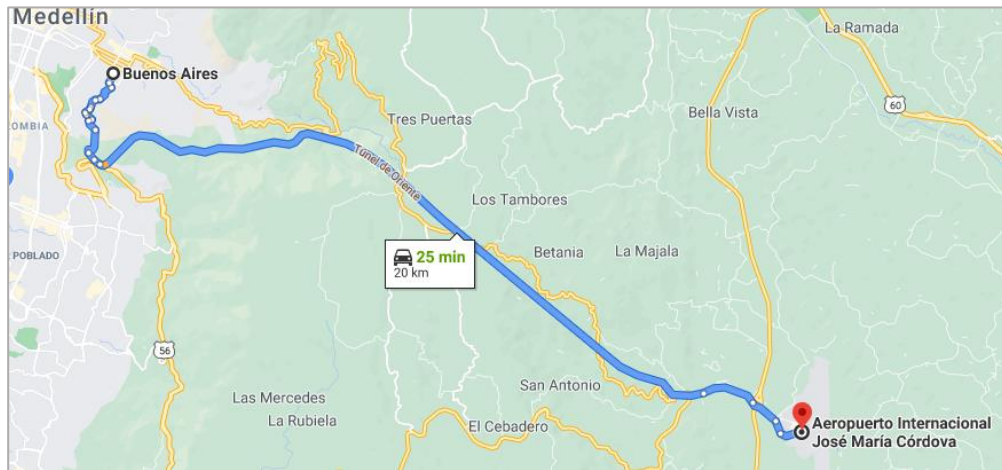 Medellín
La Ramada
Buenos Aires
60
Bella Vista
Tres Puertas
Túnel de Oriente
Los Tambores
POBLADO
25 min
20 km
Betania
La Majala
56
San Antonio
Las Mercedes
La Rubiela
El Cebadero
Aeropuerto Internacional
José María Córdova